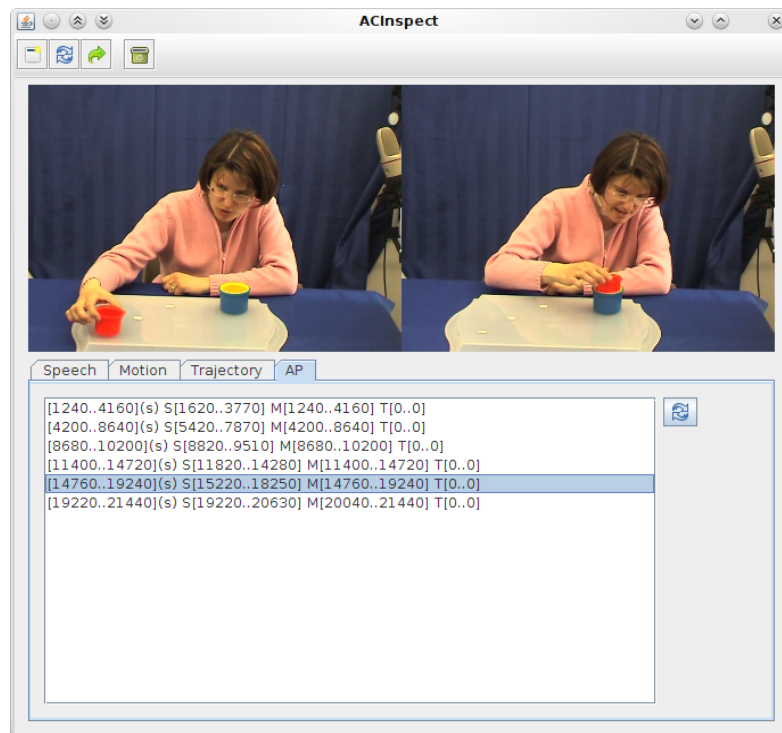 ACInspect
Speech Motion Trajectory AP
[1240..4160](s) S[1620..3770] M[1240..4160] T[0..0]
[4200..8640](s) S[5420..7870] M[4200..8640] T[0..0]
[8680..10200](s) S[8820..9510] M[8680..10200] T[0..0]
[11400..14720](s) S[11820..14280] M[11400..14720] T[0..0]
[14760..19240](s) S[15220..18250] M[14760..19240] T[0..0]
[19220..21440](s) S[19220..20630] M[20040..21440] T[0..0]